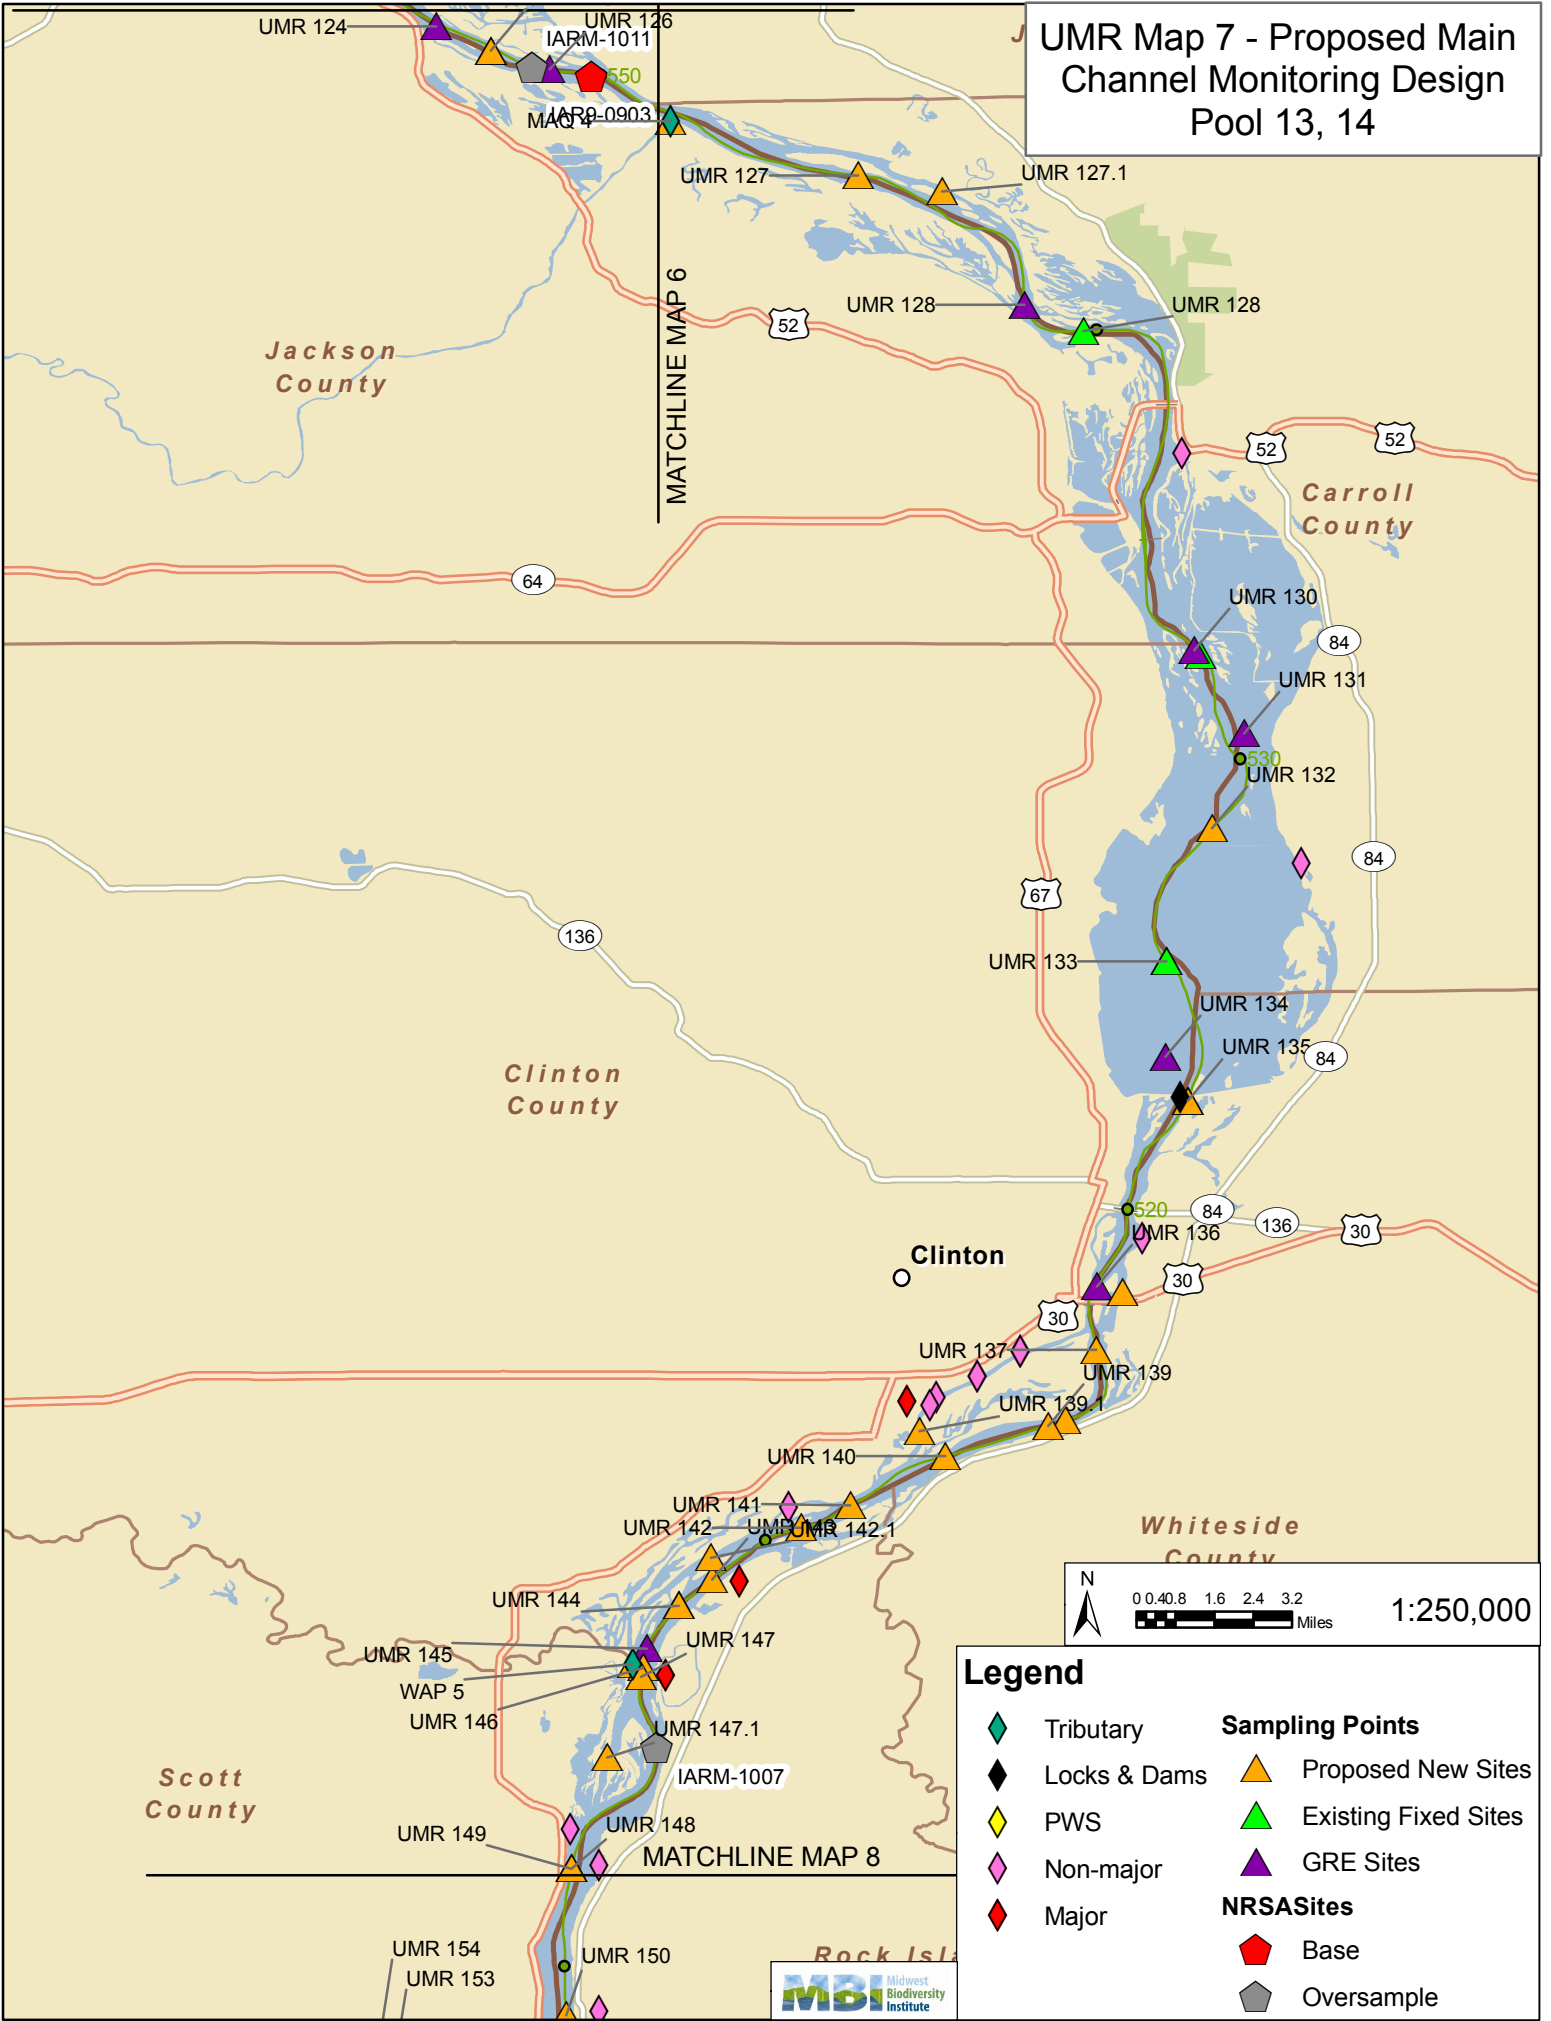 UMR Map 7 - Proposed Main
Channel Monitoring Design
Pool 13, 14
J
UMR 124
UMR 126
IARM-1011
550
IAR9-0903
MAQ 4
UMR 127
UMR 127.1
MATCHLINE MAP 6
UMR 128
UMR 128
52
Jackson
County
52
52
Carroll
County
64
UMR 130
84
UMR 131
530
UMR 132
84
67
136
UMR 133
UMR 134
UMR 135
84
Clinton
County
520
84
136
30
UMR 136
Clinton
30
30
UMR 137
UMR 139
UMR 139.1
UMR 140
UMR 141
UMR 142
UMR 143
UMR 142.1
Whiteside
County
UMR 144
N
0 0.40.8 1.6 2.4 3.2
Miles
1:250,000
UMR 147
UMR 145
WAP 5
UMR 146
UMR 147.1
IARM-1007
Scott
County
UMR 148
UMR 149
MATCHLINE MAP 8
UMR 154
UMR 153
UMR 150
Rock Isla
MBI Midwest
Biodiversity
Institute
Legend
Tributary
Locks & Dams
PWS
Non-major
Major
Sampling Points
Proposed New Sites
Existing Fixed Sites
GRE Sites
NRSASites
Base
Oversample